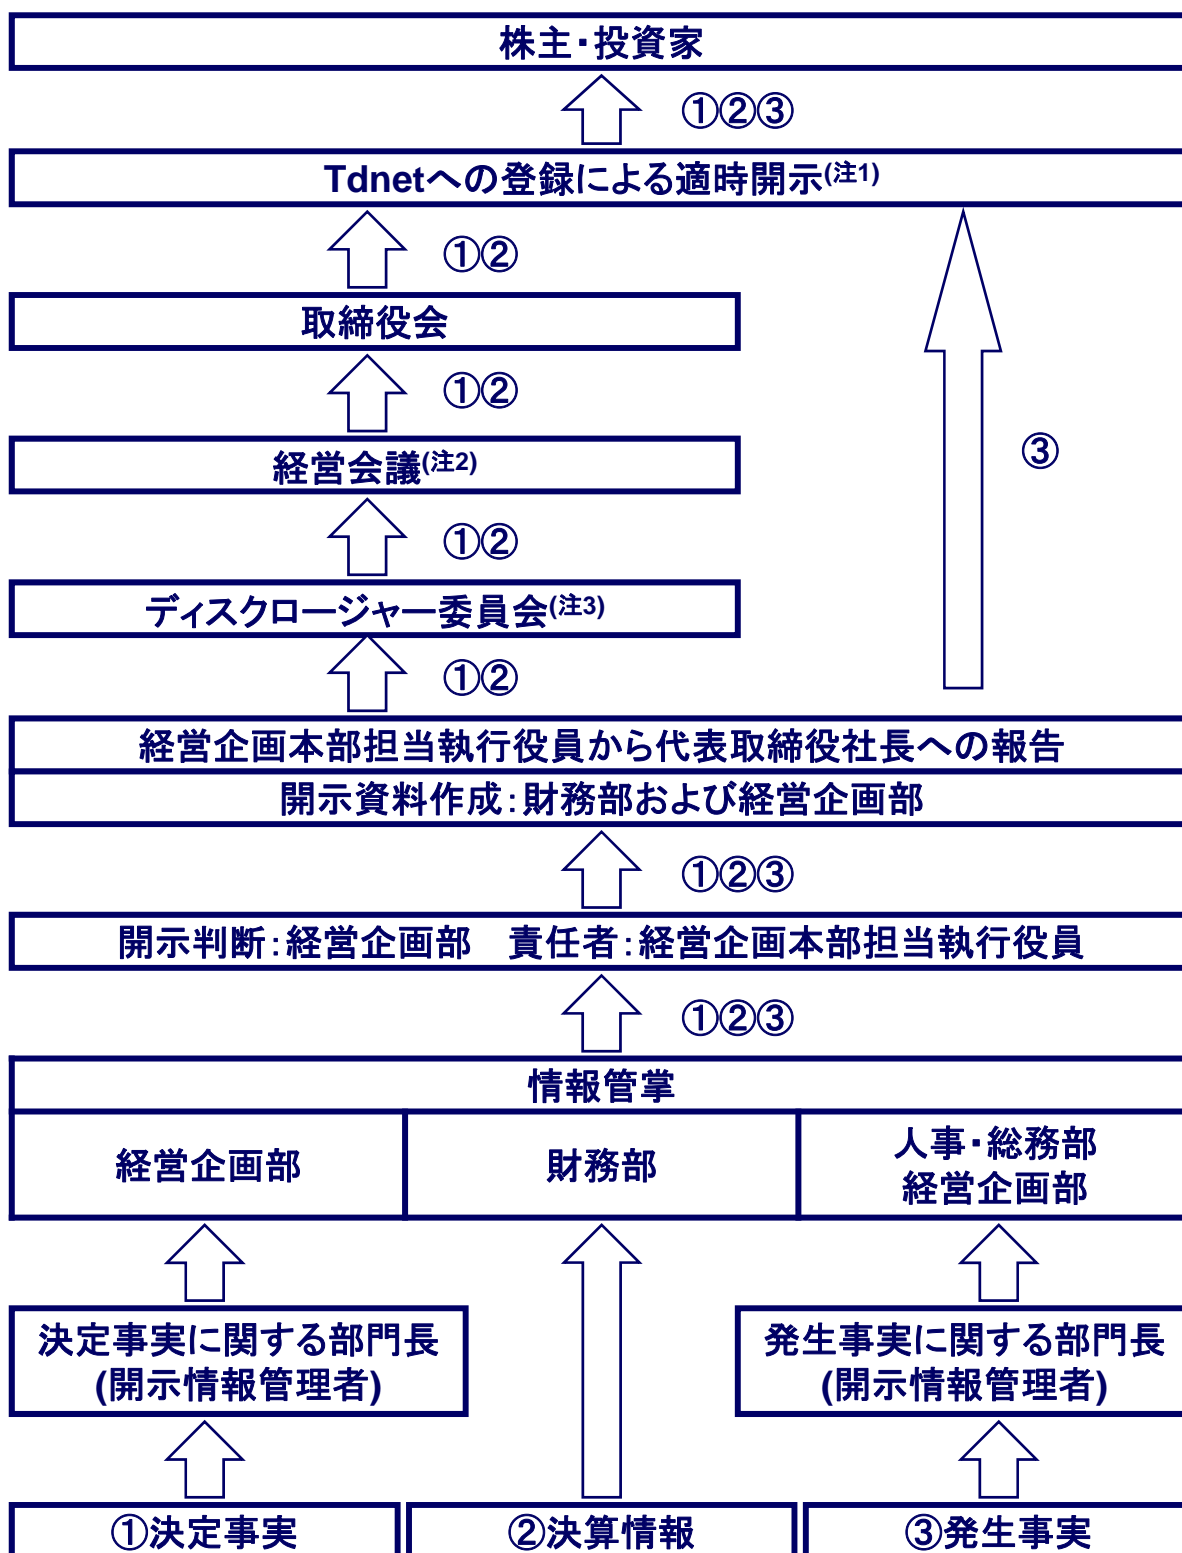 株主・投資家
①②③
Tdnetへの登録による適時開示(注1)
①②
取締役会
①②
③
経営会議(注2)
①②
ディスクロージャー委員会(注3)
①②
経営企画本部担当執行役員から代表取締役社長への報告
開示資料作成：財務部および経営企画部
①②③
開示判断：経営企画部　責任者：経営企画本部担当執行役員
①②③
情報管掌
経営企画部
財務部
人事・総務部
経営企画部
決定事実に関する部門長
(開示情報管理者)
発生事実に関する部門長
(開示情報管理者)
①決定事実
②決算情報
③発生事実